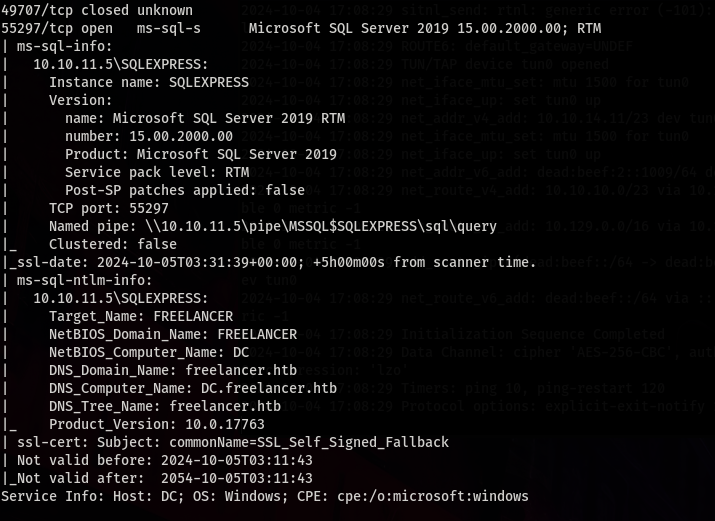 49707/tcp closed unknown
55297/tcp open   ms-sql-s      Microsoft SQL Server 2019 15.00.2000.00; RTM
| ms-sql-info:
|   10.10.11.5\SQLEXPRESS:
|     Instance name: SQLEXPRESS
|     Version:
|       name: Microsoft SQL Server 2019 RTM
|       number: 15.00.2000.00
|       Product: Microsoft SQL Server 2019
|       Service pack level: RTM
|       Post-SP patches applied: false
|     TCP port: 55297
|     Named pipe: \\10.10.11.5\pipe\MSSQL$SQLEXPRESS\sql\query
|_    Clustered: false
|_ssl-date: 2024-10-05T03:31:39+00:00; +5h00m00s from scanner time.
| ms-sql-ntlm-info:
|   10.10.11.5\SQLEXPRESS:
|     Target_Name: FREELANCER
|     NetBIOS_Domain_Name: FREELANCER
|     NetBIOS_Computer_Name: DC
|     DNS_Domain_Name: freelancer.htb
|     DNS_Computer_Name: DC.freelancer.htb
|     DNS_Tree_Name: freelancer.htb
|_    Product_Version: 10.0.17763
| ssl-cert: Subject: commonName=SSL_Self_Signed_Fallback
| Not valid before: 2024-10-05T03:11:43
|_Not valid after:  2054-10-05T03:11:43
Service Info: Host: DC; OS: Windows; CPE: cpe:/o:microsoft:windows